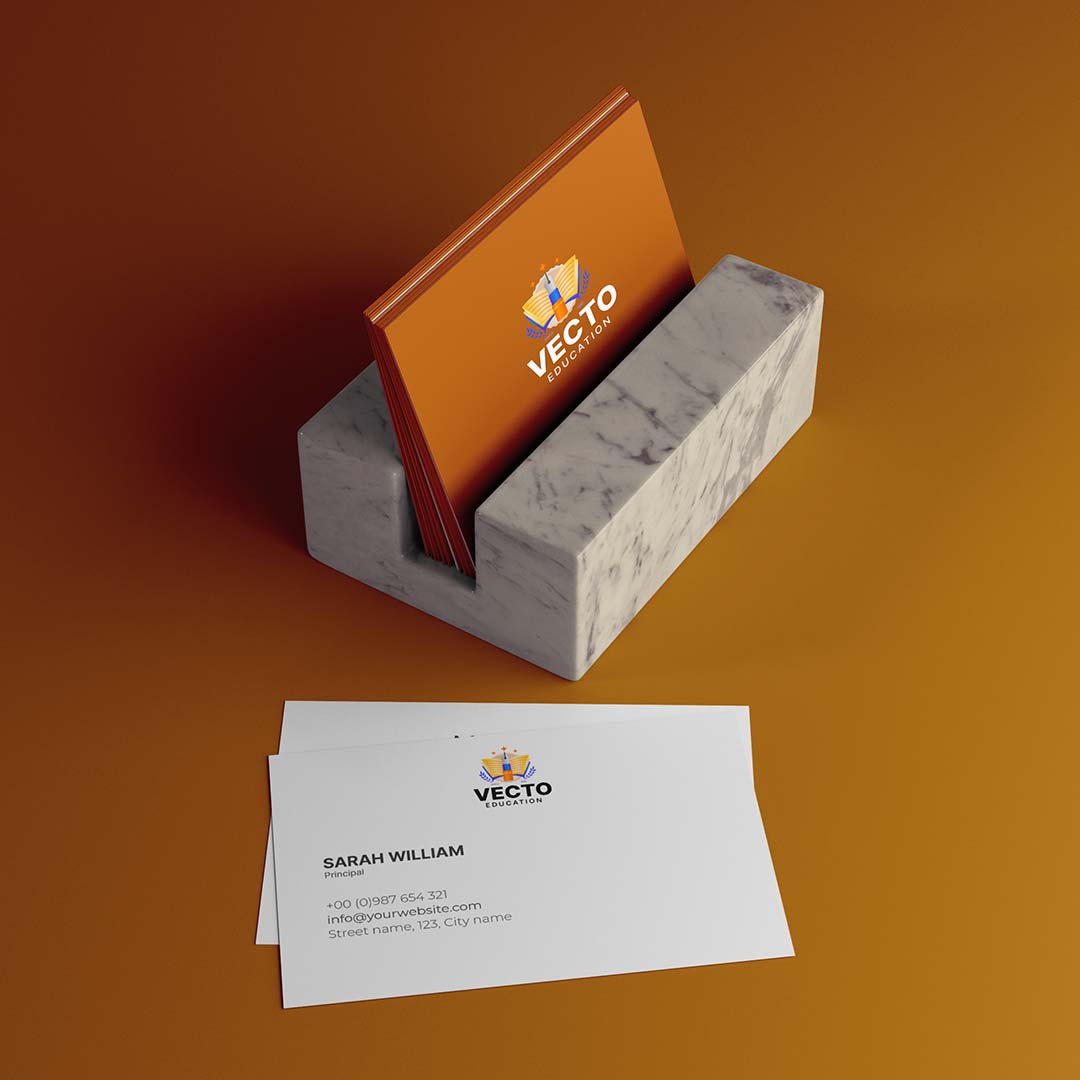 VECTO
EDUCATION
VECTO
EDUCATION
SARAH WILLIAM
Principal
+00 (0)987 654 321
info@yourwebsite.com
Street name, 123, City name